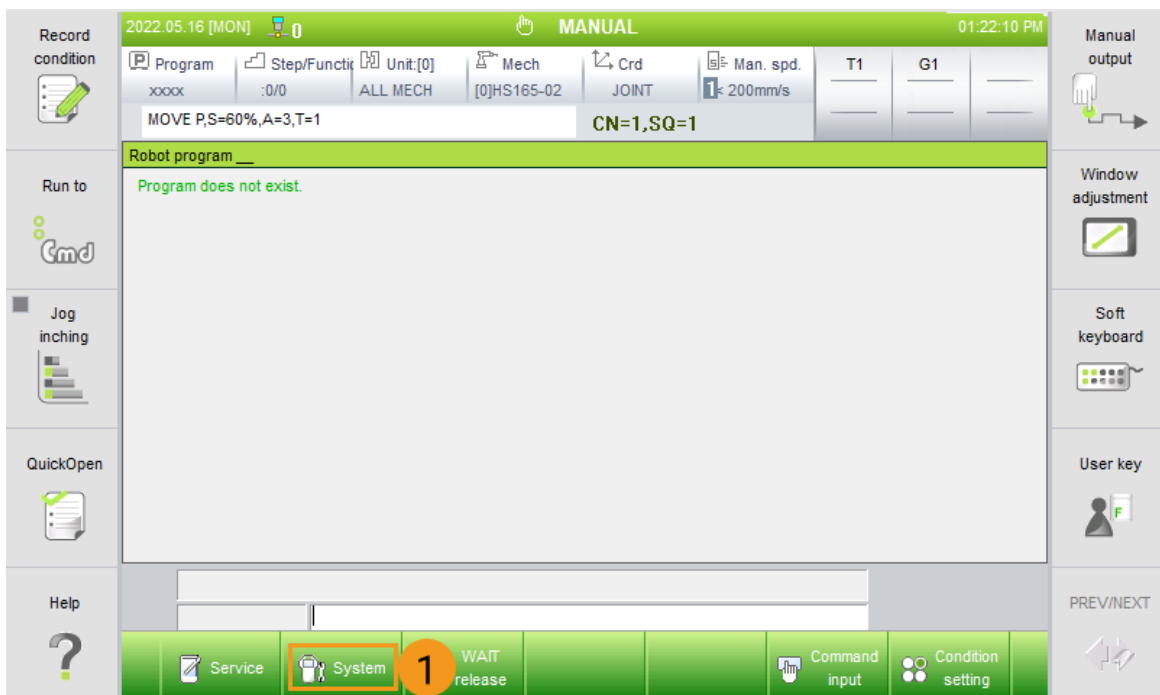 Record
condition
Run to
Cmd
Jog
inching
QuickOpen
Help
2022.05.16 [MON] 0 MANUAL 01:22:10 PM
P Program Step/Functi Unit:[0] Mech Crd Man. spd. T1 G1
xxxx :0/0 ALL MECH [0]HS165-02 JOINT 1< 200mm/s
MOVE P,S=60%,A=3,T=1 CN=1,SQ=1
Robot program __
Program does not exist.
Service System 1 WAIT
release
Command
input
Condition
setting
Manual
output
Window
adjustment
Soft
keyboard
User key
F
PREV/NEXT